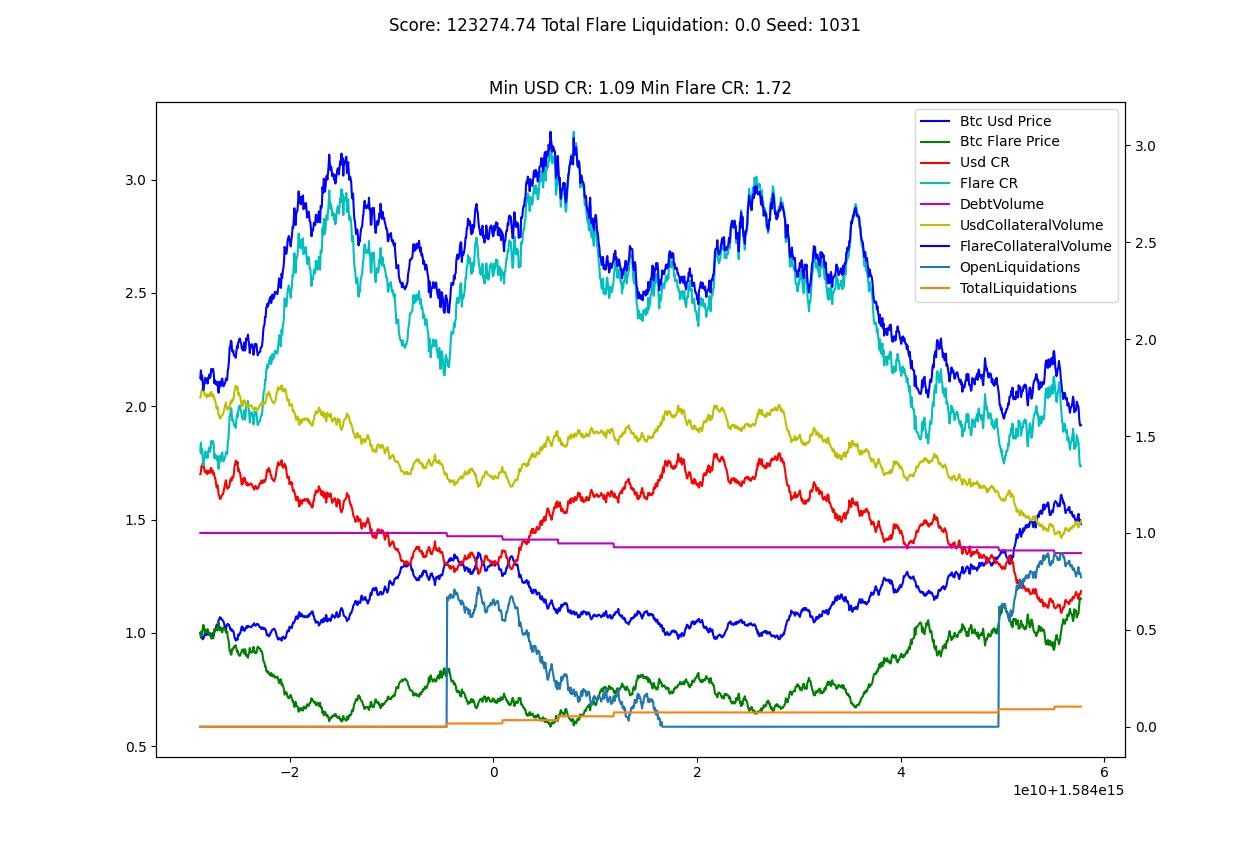 Score: 123274.74 Total Flare Liquidation: 0.0 Seed: 1031
Min USD CR: 1.09 Min Flare CR: 1.72
Btc Usd Price
Btc Flare Price
Usd CR
Flare CR
DebtVolume
UsdCollateralVolume
FlareCollateralVolume
OpenLiquidations
TotalLiquidations
3.0
2.5
2.0
1.5
1.0
0.5
3.0
2.5
2.0
1.5
1.0
0.5
0.0
−2 0 2 4 6
1e10+1.584e15